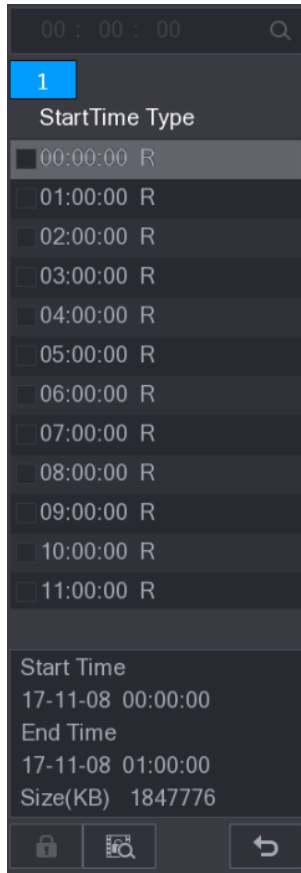 00 : 00 : 00
1
StartTime Type
00:00:00 R
01:00:00 R
02:00:00 R
03:00:00 R
04:00:00 R
05:00:00 R
06:00:00 R
07:00:00 R
08:00:00 R
09:00:00 R
10:00:00 R
11:00:00 R
Start Time
17-11-08 00:00:00
End Time
17-11-08 01:00:00
Size(KB) 1847776